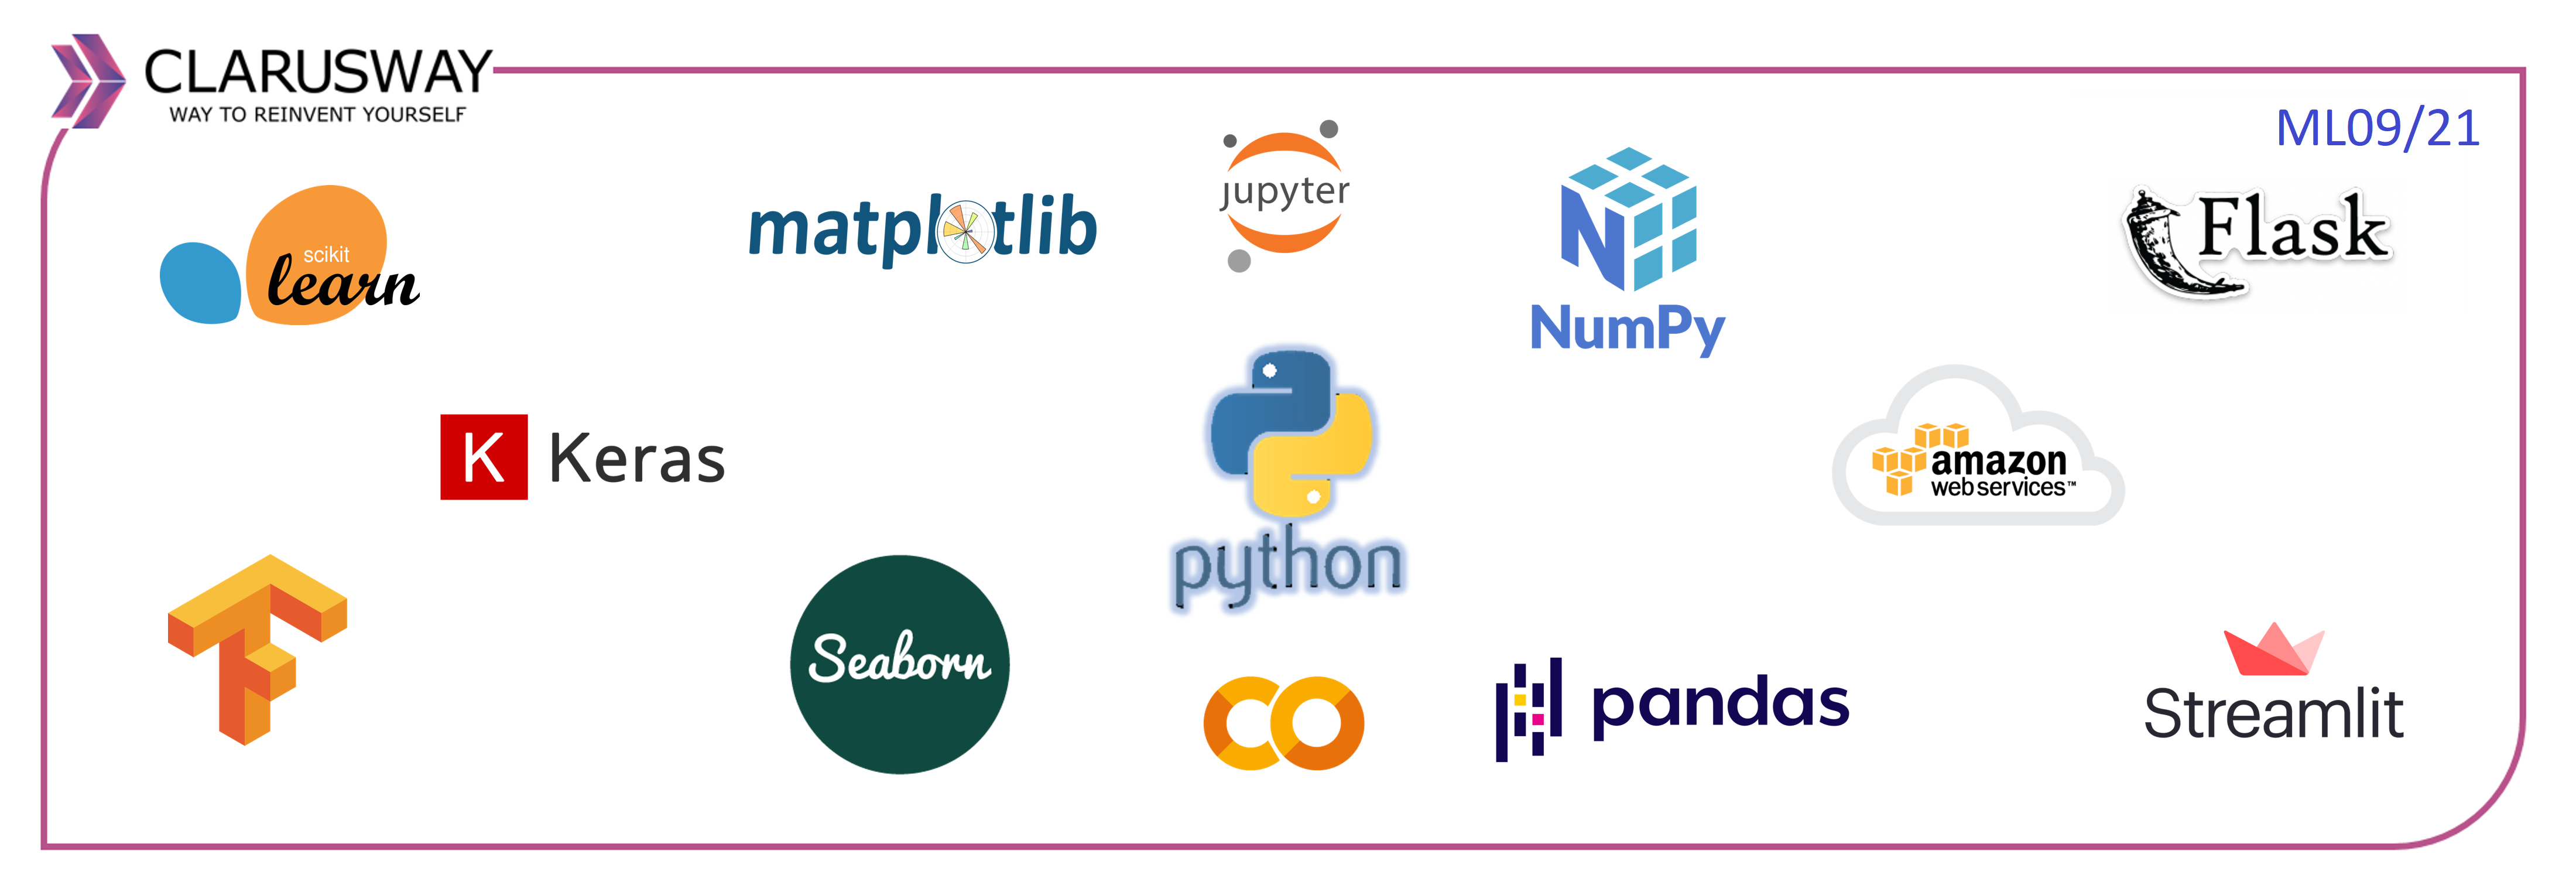 CLARUSWAY
WAY TO REINVENT YOURSELF
ML09/21
scikit
learn
matplotlib
jupyter
NumPy
Flask
K Keras
python
amazon
web services™
Seaborn
pandas
Streamlit